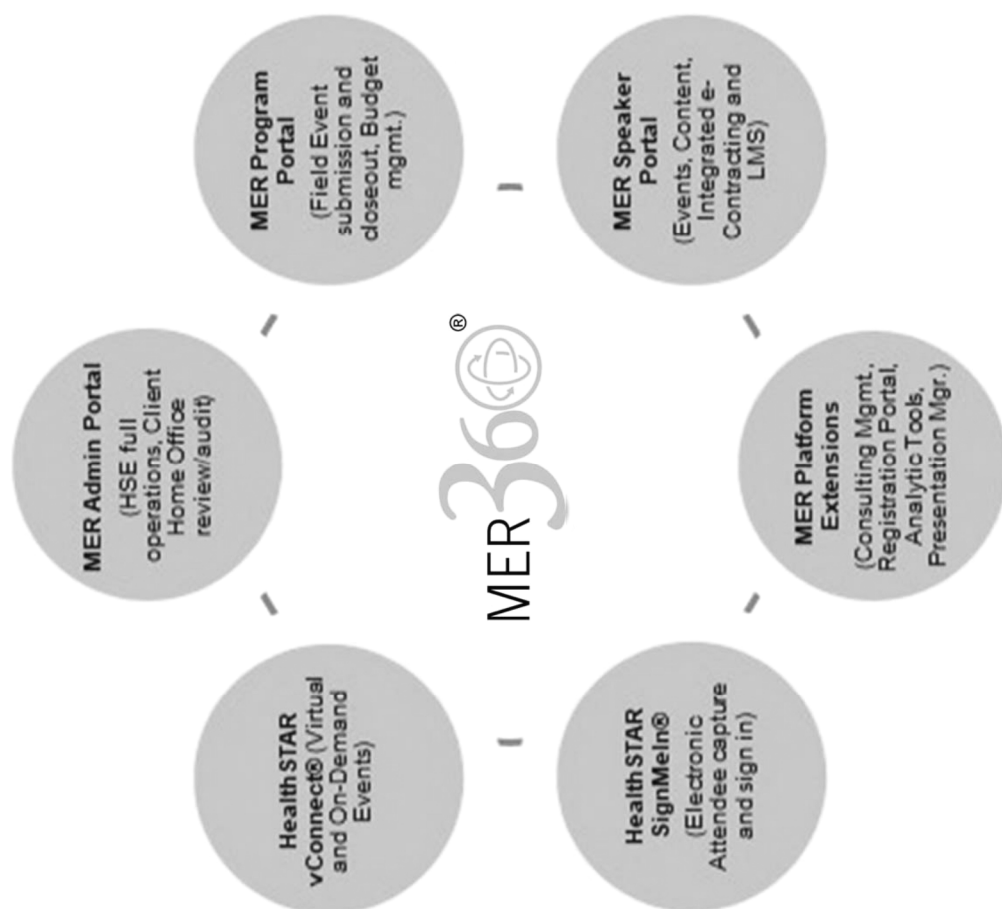 MER Admin Portal
(HSE full
operations, Client
Home Office
review/audit)
HealthSTAR
vConnect® (Virtual
and On-Demand
Events)
MER Program
Portal
(Field Event
submission and
closeout, Budget
mgmt.)
MER360®
HealthSTAR
SignMeIn®
(Electronic
Attendee capture
and sign in)
MER Speaker
Portal
(Events, Content,
Integrated e-
Contracting and
LMS)
MER Platform
Extensions
(Consulting Mgmt.,
Registration Portal,
Analytic Tools,
Presentation Mgr.)